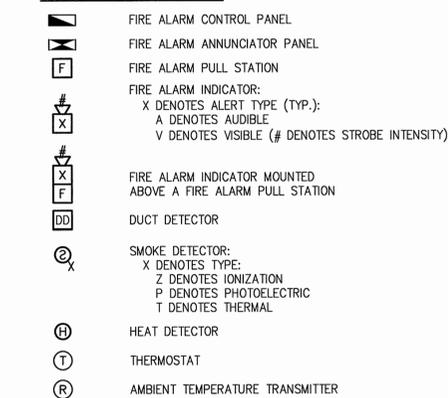 FIRE ALARM CONTROL PANEL
FIRE ALARM ANNUNCIATOR PANEL
F FIRE ALARM PULL STATION
FIRE ALARM INDICATOR:
# X DENOTES ALERT TYPE (TYP.):
X A DENOTES AUDIBLE
V DENOTES VISIBLE (# DENOTES STROBE INTENSITY)
#
X FIRE ALARM INDICATOR MOUNTED
F ABOVE A FIRE ALARM PULL STATION
DD DUCT DETECTOR
SMOKE DETECTOR:
X X DENOTES TYPE:
Z DENOTES IONIZATION
P DENOTES PHOTOELECTRIC
T DENOTES THERMAL
H HEAT DETECTOR
T THERMOSTAT
R AMBIENT TEMPERATURE TRANSMITTER